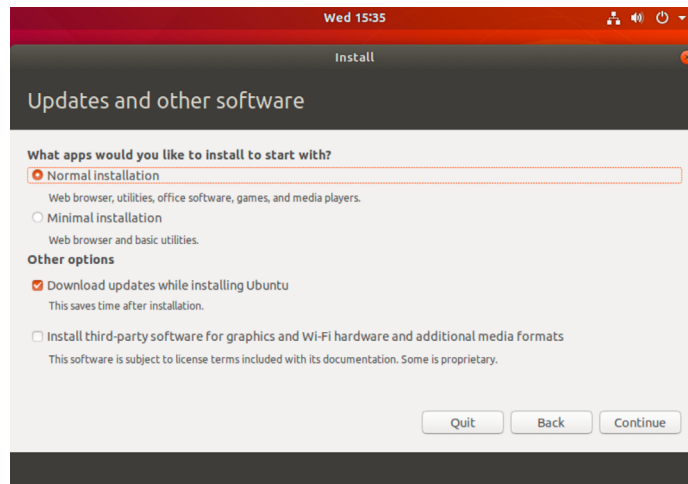 Wed 15:35
Install
Updates and other software
What apps would you like to install to start with?
Normal installation
Web browser, utilities, office software, games, and media players.
Minimal installation
Web browser and basic utilities.
Other options
Download updates while installing Ubuntu
This saves time after installation.
Install third-party software for graphics and Wi-Fi hardware and additional media formats
This software is subject to license terms included with its documentation. Some is proprietary.
Quit Back Continue